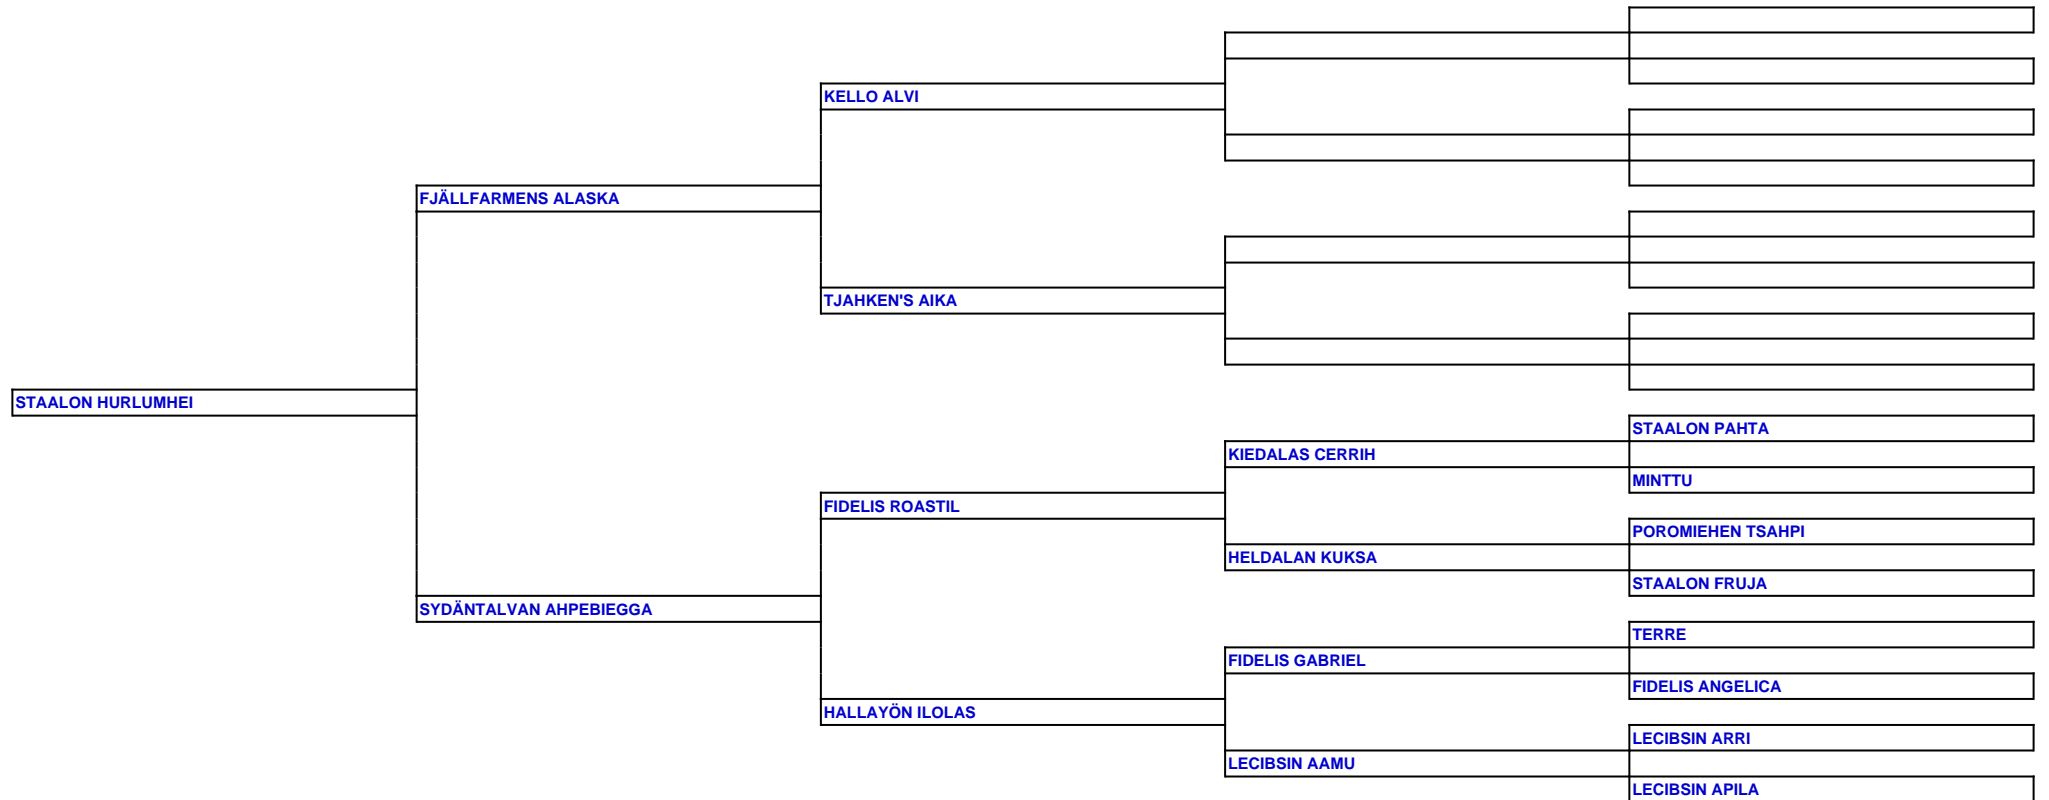 KELLO ALVI
FJÄLLFARMENS ALASKA
TJAHKEN'S AIKA
STAALON HURLUMHEI
STAALON PAHTA
KIEDALAS CERRIH
MINTTU
FIDELIS ROASTIL
POROMIEHEN TSAHPI
HELDALAN KUKSA
STAALON FRUJA
SYDÄNTALVAN AHPEBIEGGA
TERRE
FIDELIS GABRIEL
FIDELIS ANGELICA
HALLAYÖN ILOLAS
LECIBSIN ARRI
LECIBSIN AAMU
LECIBSIN APILA